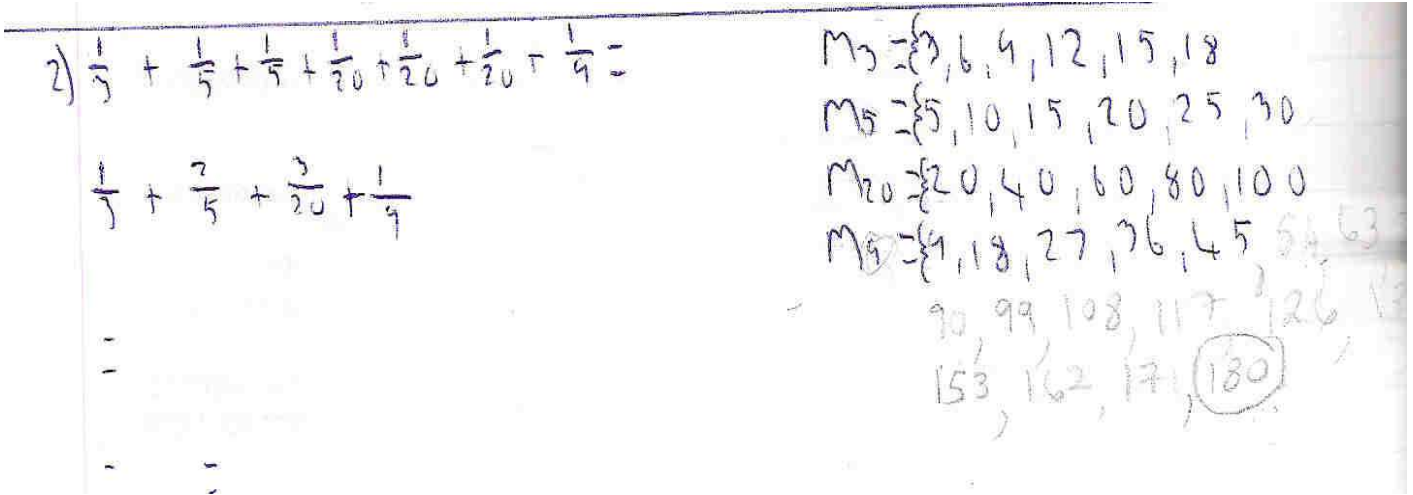 2) 1/3 + 1/5 + 1/5 + 1/20 + 1/20 + 1/20 + 1/9 =
1/3 + 2/5 + 3/20 + 1/9
=
- =
M3 = {3, 6, 9, 12, 15, 18
M5 = {5, 10, 15, 20, 25, 30
M20 = {20, 40, 60, 80, 100
M9 = {9, 18, 27, 36, 45, 54, 63
90, 99, 108, 117, 126,
153, 162, 171, 180